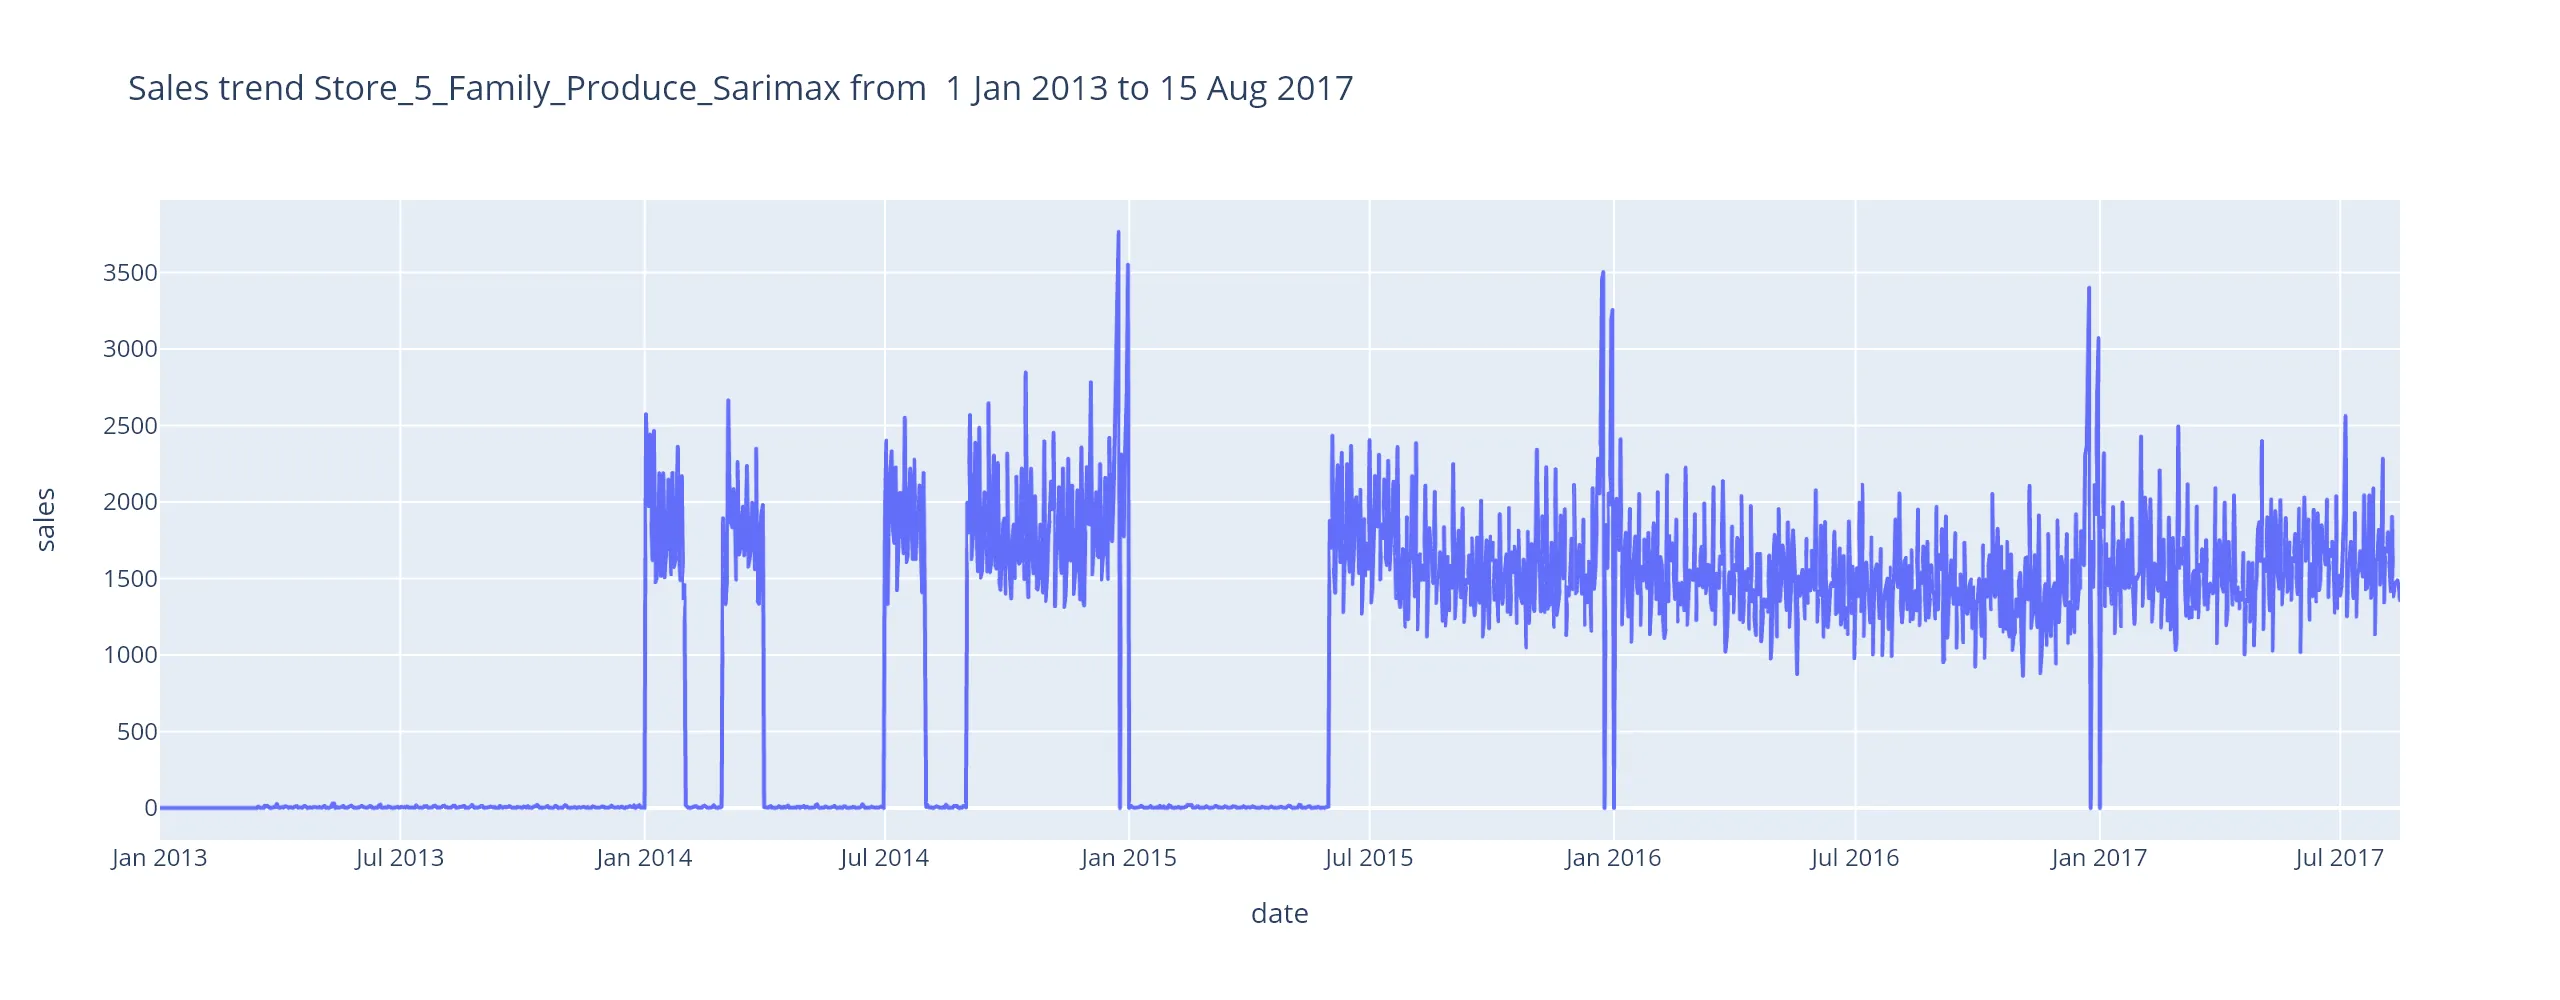 Sales trend Store_5_Family_Produce_Sarimax from  1 Jan 2013 to 15 Aug 2017
3500
3000
2500
2000
1500
1000
500
0
sales
Jan 2013 Jul 2013 Jan 2014 Jul 2014 Jan 2015 Jul 2015 Jan 2016 Jul 2016 Jan 2017 Jul 2017
date